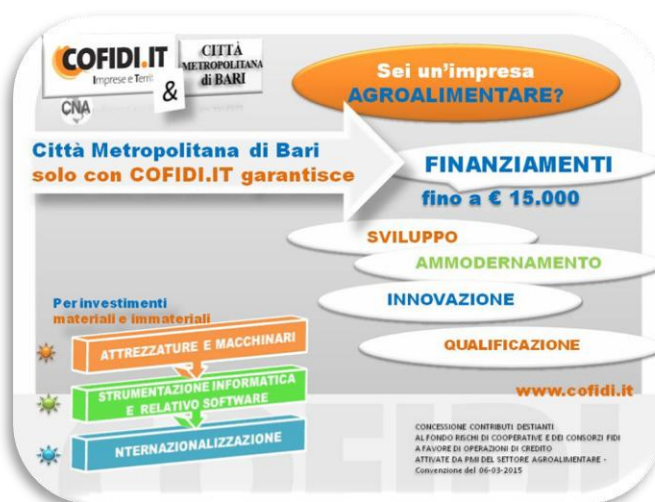 COFIDI.IT
Imprese e Terri
CNA
&
CITTÀ
METROPOLITANA
di BARI
Sei un'impresa
AGROALIMENTARE?
Città Metropolitana di Bari
solo con COFIDI.IT garantisce
FINANZIAMENTI
fino a € 15.000
SVILUPPO
AMMODERNAMENTO
INNOVAZIONE
QUALIFICAZIONE
Per investimenti
materiali e immateriali
ATTREZZATURE E MACCHINARI
STRUMENTAZIONE INFORMATICA
E RELATIVO SOFTWARE
NTERNAZIONALIZZAZIONE
www.cofidi.it
CONCESSIONE CONTRIBUTI DESTIANTI
AL FONDO RISCHI DI COOPERATIVE E DEI CONSORZI FIDI
A FAVORE DI OPERAZIONI DI CREDITO
ATTIVATE DA PMII DEL SETTORE AGROALIMENTARE -
Convenzione del 06-03-2015
COFIDI